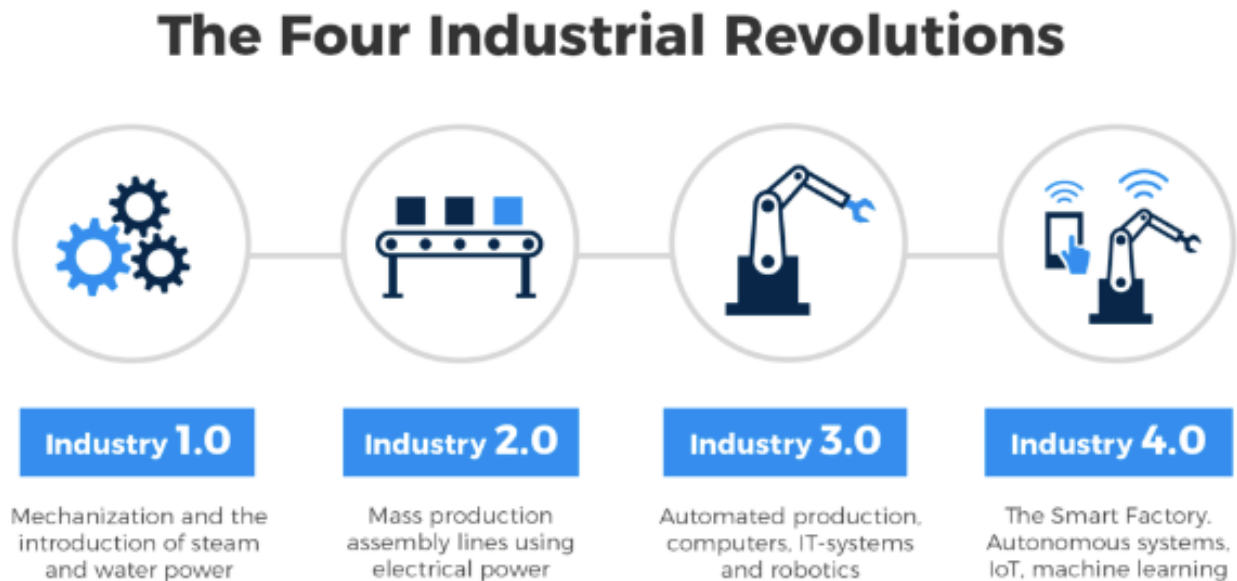 The Four Industrial Revolutions
Industry 1.0
Mechanization and the
introduction of steam
and water power
Industry 2.0
Mass production
assembly lines using
electrical power
Industry 3.0
Automated production,
computers, IT-systems
and robotics
Industry 4.0
The Smart Factory.
Autonomous systems,
IoT, machine learning